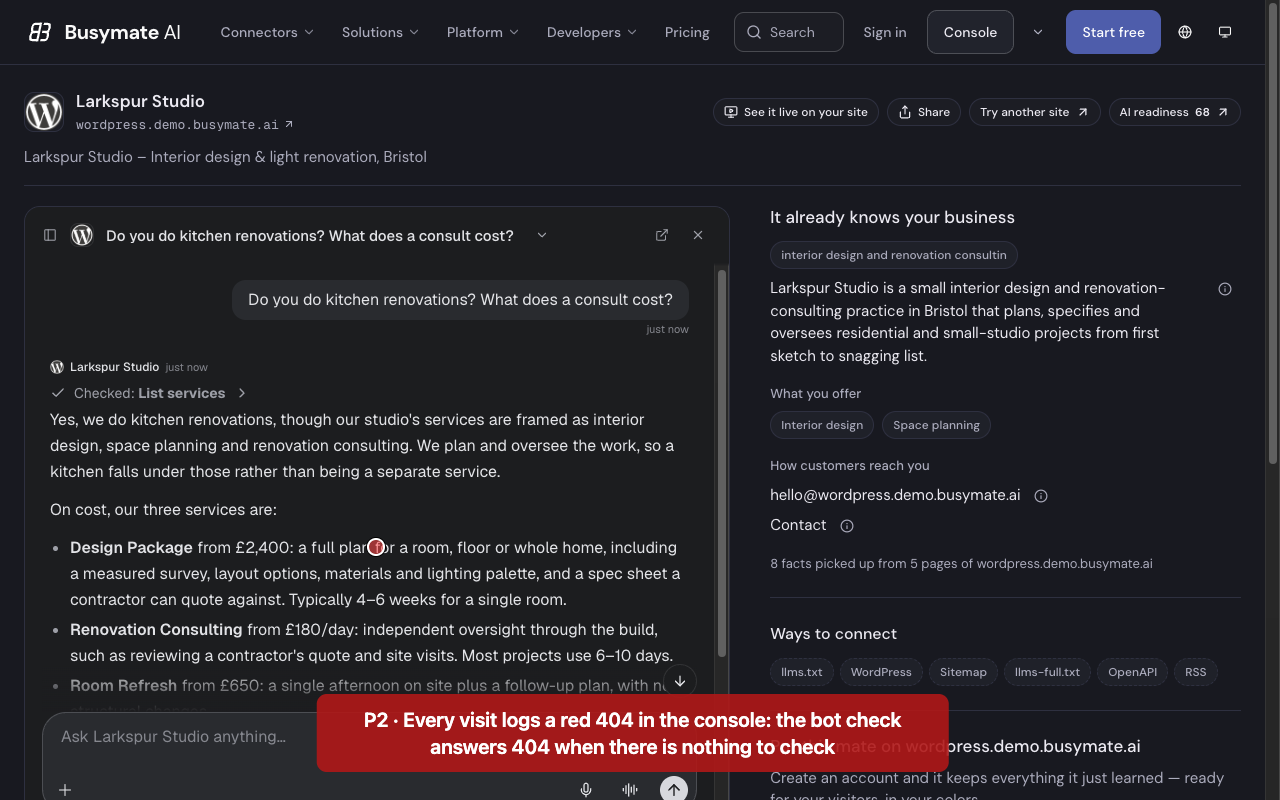 Busymate AI
Connectors
Solutions
Platform
Developers
Pricing
Search
Sign in
Console
Start free
Larkspur Studio
wordpress.demo.busymate.ai
See it live on your site
Share
Try another site
AI readiness 68
Larkspur Studio – Interior design & light renovation, Bristol
Do you do kitchen renovations? What does a consult cost?
Do you do kitchen renovations? What does a consult cost?
just now
Larkspur Studio just now
Checked: List services
Yes, we do kitchen renovations, though our studio's services are framed as interior
design, space planning and renovation consulting. We plan and oversee the work, so a
kitchen falls under those rather than being a separate service.
On cost, our three services are:
Design Package from £2,400: a full plan for a room, floor or whole home, including
a measured survey, layout options, materials and lighting palette, and a spec sheet a
contractor can quote against. Typically 4–6 weeks for a single room.
Renovation Consulting from £180/day: independent oversight through the build,
such as reviewing a contractor's quote and site visits. Most projects use 6–10 days.
Room Refresh from £650: a single afternoon on site plus a follow-up plan, with no
Ask Larkspur Studio anything...
It already knows your business
interior design and renovation consultin
Larkspur Studio is a small interior design and renovation-
consulting practice in Bristol that plans, specifies and
oversees residential and small-studio projects from first
sketch to snagging list.
What you offer
Interior design
Space planning
How customers reach you
hello@wordpress.demo.busymate.ai
Contact
8 facts picked up from 5 pages of wordpress.demo.busymate.ai
Ways to connect
llms.txt
WordPress
Sitemap
llms-full.txt
OpenAPI
RSS
on wordpress.demo.busymate.ai
Create an account and it keeps everything it just learned — ready
for your visitors, in your colors.
P2 · Every visit logs a red 404 in the console: the bot check
answers 404 when there is nothing to check